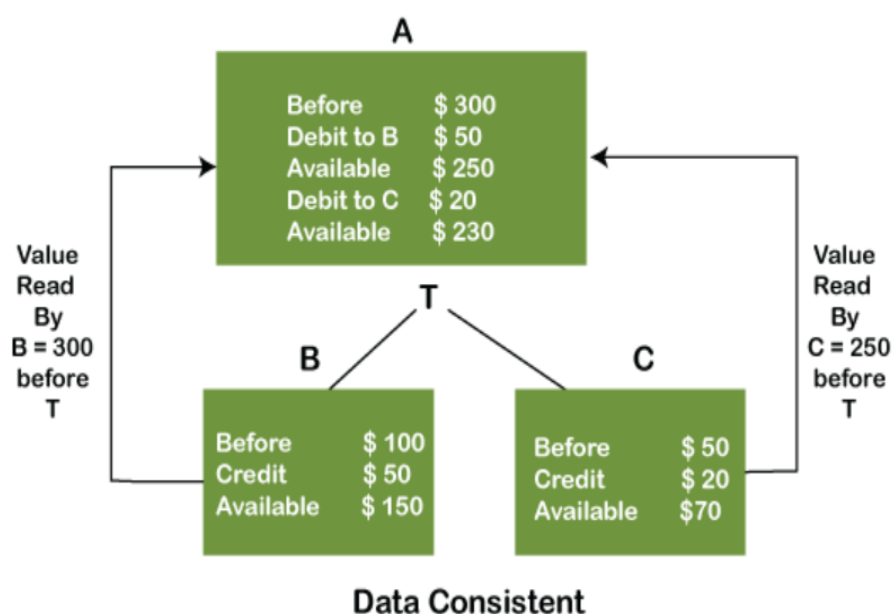 A
Before $ 300
Debit to B $ 50
Available $ 250
Debit to C $ 20
Available $ 230
Value
Read
By
B = 300
before
T
Value
Read
By
C = 250
before
T
T
B
Before $ 100
Credit $ 50
Available $ 150
C
Before $ 50
Credit $ 20
Available $70
Data Consistent